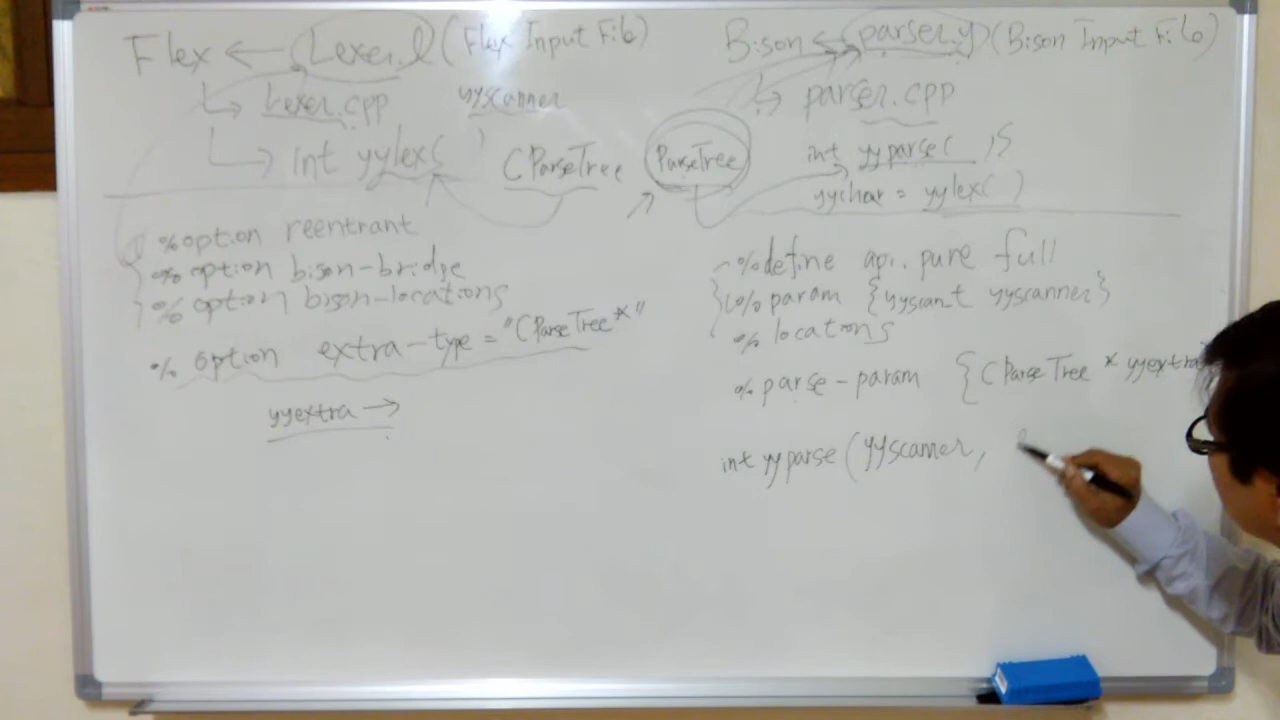 Flex ← Lexer.l (Flex Input File)
↳ Lexer.cpp yyscanner
↳ int yylex( )
CParseTree ParseTree
%option reentrant
%option bison-bridge
%option bison-locations
%option extra-type="CParseTree*"
yyextra →
Bison ← parser.y (Bison Input File)
↳ parser.cpp
int yyparse( ){
yychar = yylex( )
%define api.pure full
%param {yyscan_t yyscanner}
%locations
%parse-param {CParseTree *yyextra
int yyparse(yyscanner,